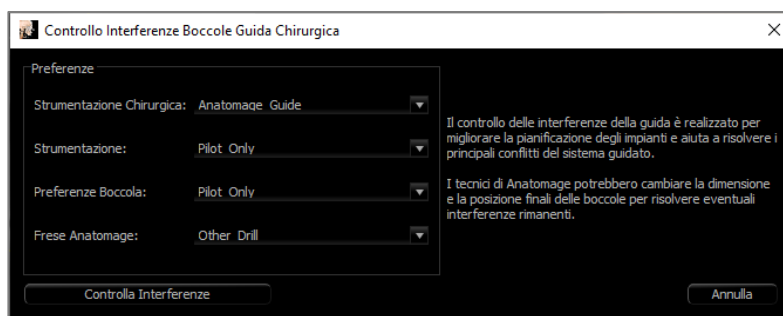 Controllo Interferenze Boccole Guida Chirurgica
Preferenze
Strumentazione Chirurgica: Anatomage Guide
Strumentazione: Pilot Only
Preferenze Boccola: Pilot Only
Frese Anatomage: Other Drill
Il controllo delle interferenze della guida è realizzato per
migliorare la pianificazione degli impianti e aiuta a risolvere i
principali conflitti del sistema guidato.
I tecnici di Anatomage potrebbero cambiare la dimensione
e la posizione finali delle boccole per risolvere eventuali
interferenze rimanenti.
Controlla Interferenze
Annulla